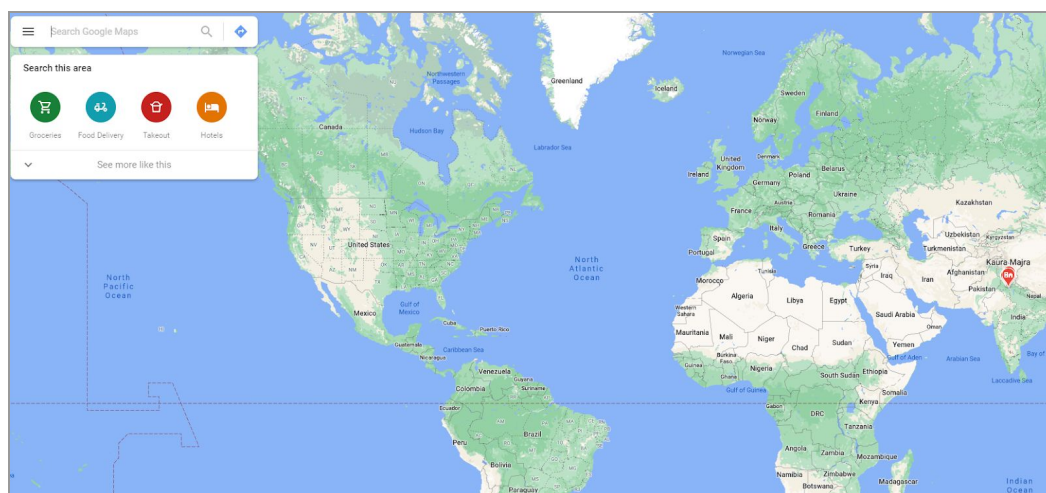 Search Google Maps
Search this area
Groceries
Food Delivery
Takeout
Hotels
See more like this
Greenland
Iceland
Norwegian Sea
Northwestern
Passages
Sweden
Finland
Norway
Canada
Hudson Bay
Labrador Sea
United
Kingdom
Ireland
Denmark
Belarus
Poland
Germany
Ukraine
Austria
France
Romania
Kazakhstan
Italy
Spain
Portugal
Greece
Turkey
Uzbekistan
Kyrgyzstan
Turkmenistan
United States
North
Pacific
Ocean
North
Atlantic
Ocean
Kaura Majra
Syria
Iraq
Iran
Afghanistan
Pakistan
Nepal
Morocco
Tunisia
Algeria
Libya
Egypt
Western
Sahara
Gulf of
Mexico
Mexico
Cuba
Puerto Rico
Saudi Arabia
India
Oman
Mauritania
Mali
Niger
Chad
Sudan
Yemen
Gulf of Aden
Arabian Sea
Bay of
Guatemala
Nicaragua
Caribbean Sea
Burkina
Faso
Guinea
Ghana
Nigeria
South Sudan
Ethiopia
Laccadive Sea
Venezuela
Guyana
Suriname
Colombia
Gulf of Guinea
Somalia
Ecuador
Gabon
Kenya
DRC
Tanzania
Peru
Brazil
Bolivia
Angola
Zambia
Mozambique
Namibia
Zimbabwe
Botswana
Madagascar
Paraguay
Indian
Ocean